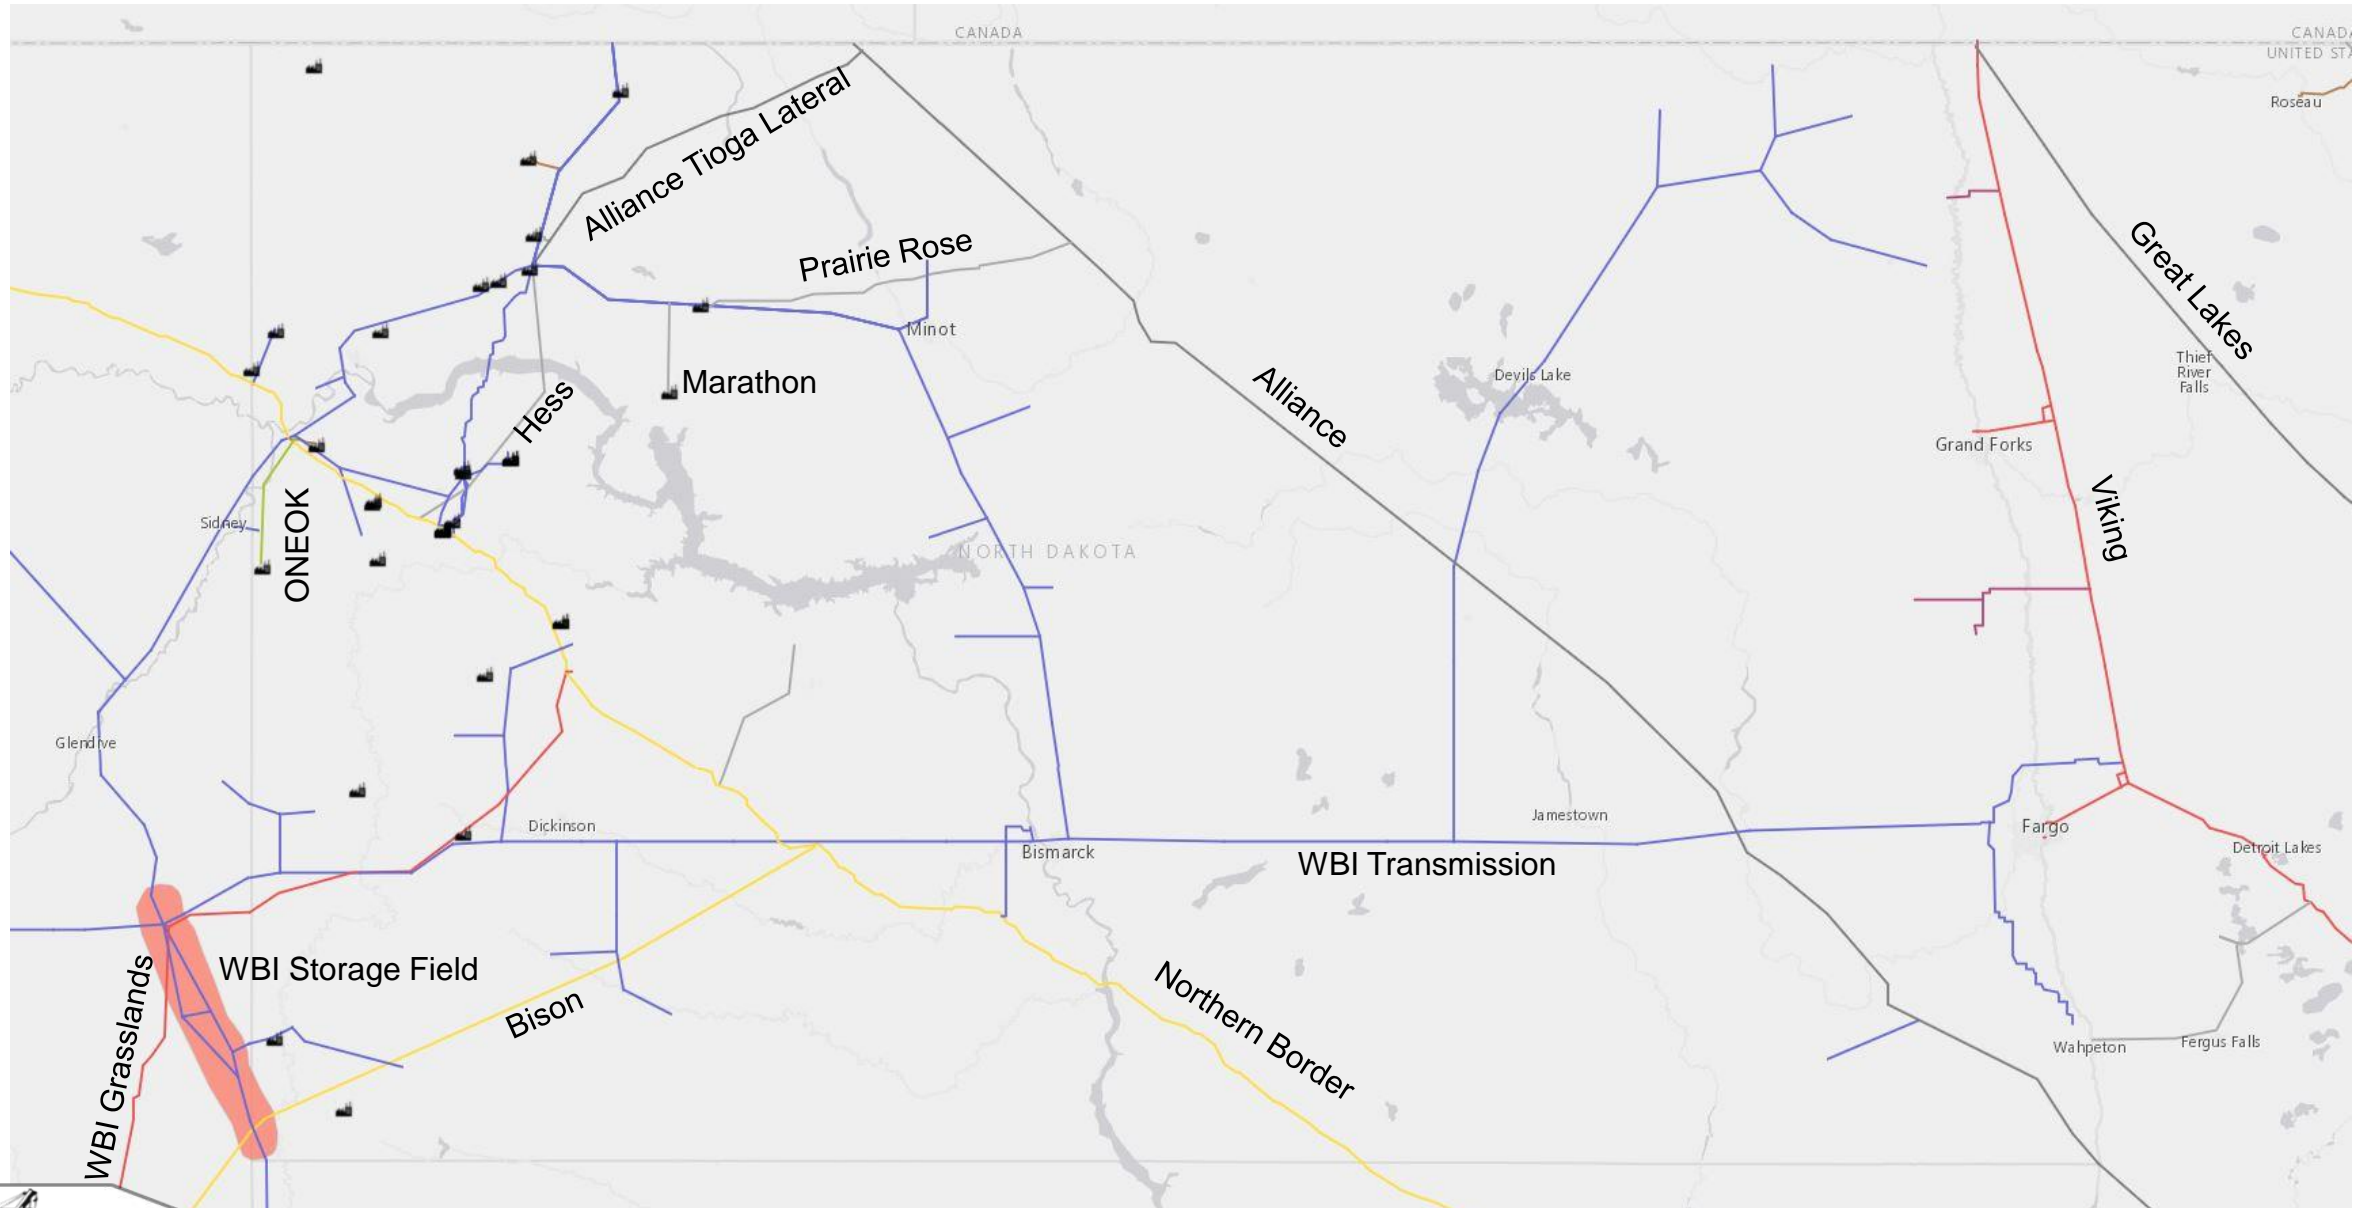 CANADA
CANADA
UNITED STA
Roseau
Alliance Tioga Lateral
Prairie Rose
Great Lakes
Minot
Thief
River
Falls
Marathon
Devils Lake
Alliance
Hess
Grand Forks
Viking
Sidney
ONEOK
NORTH DAKOTA
Glendive
Dickinson
Jamestown
Fargo
Detroit Lakes
Bismarck
WBI Transmission
WBI Storage Field
WBI Grasslands
Bison
Northern Border
Wahpeton
Fergus Falls